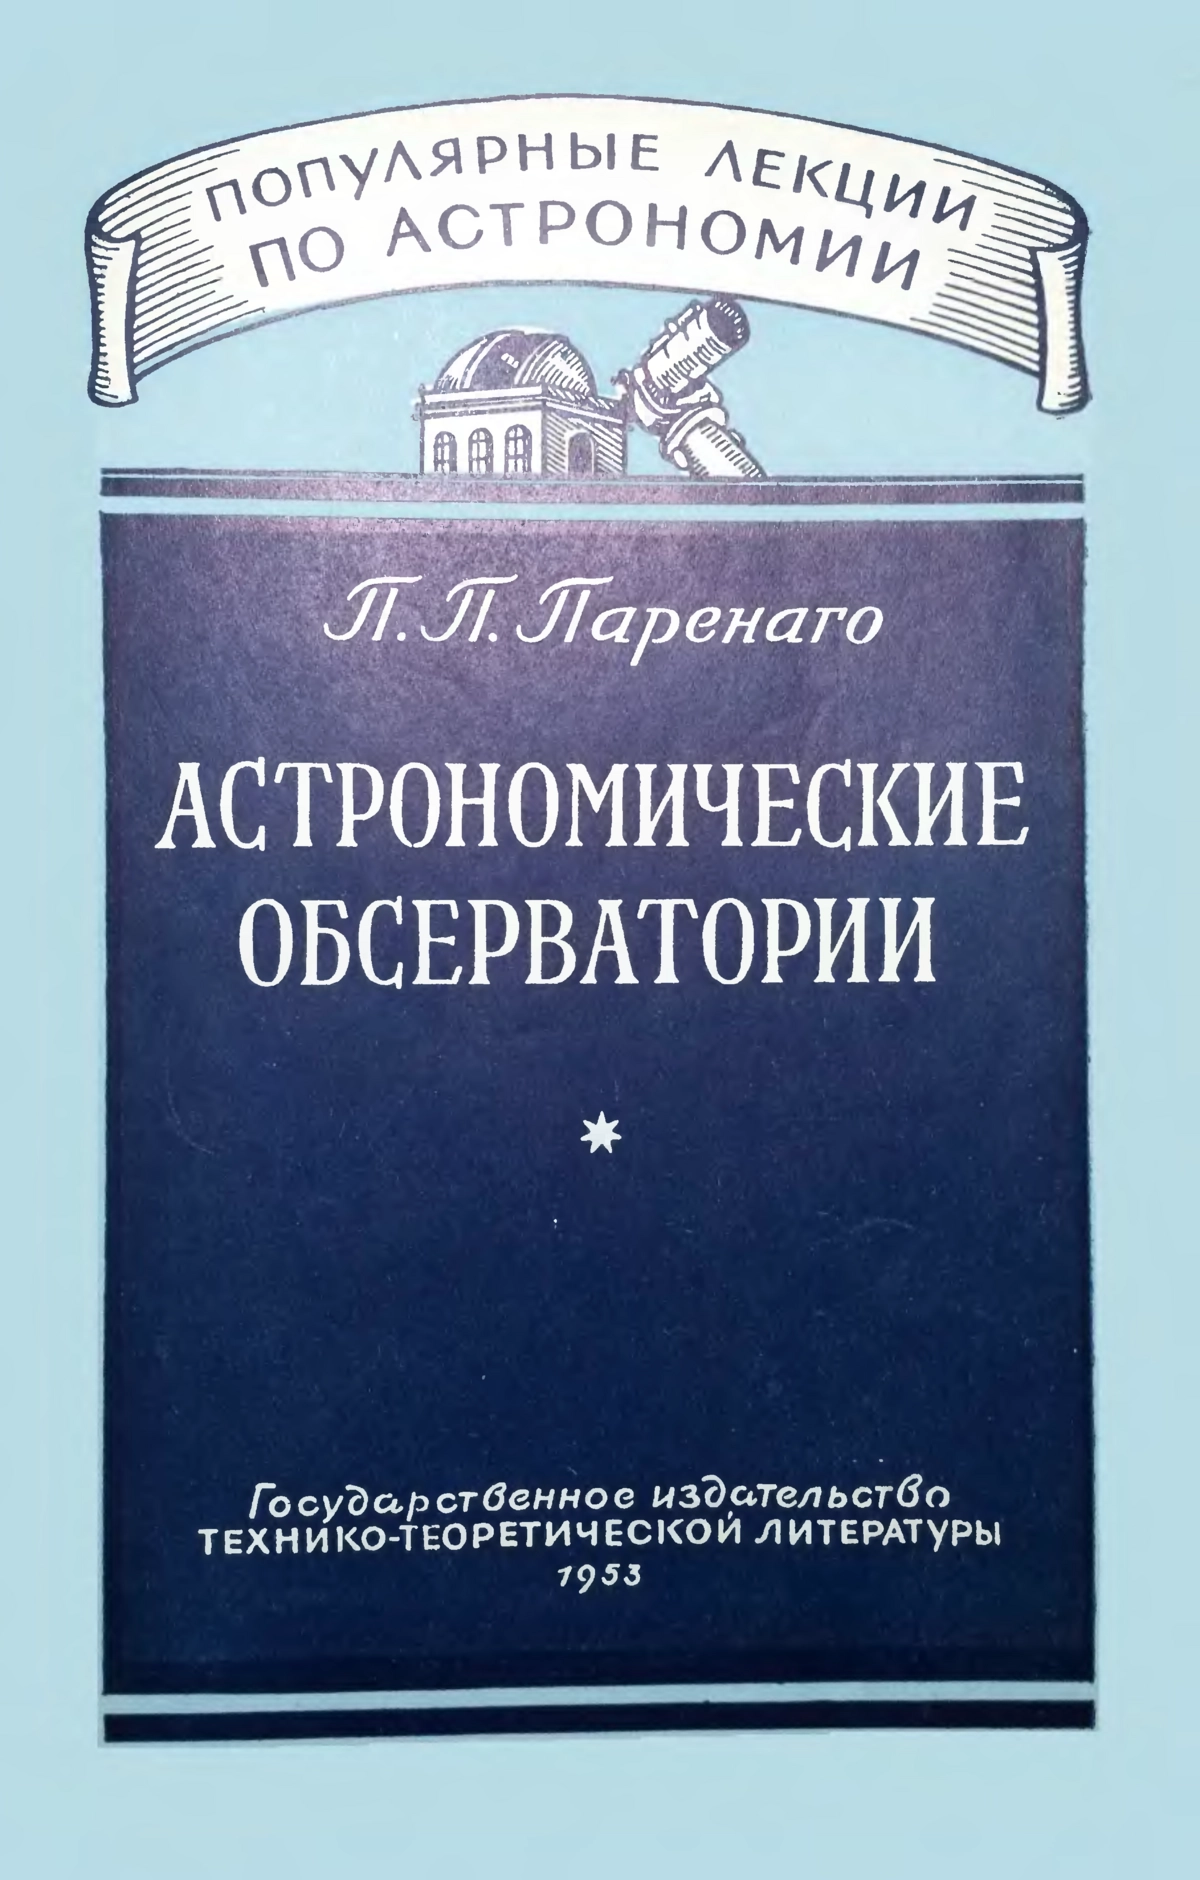 ПОПУЛЯРНЫЕ ЛЕКЦИИ
ПО АСТРОНОМИИ
П. П. Паренаго
АСТРОНОМИЧЕСКИЕ
ОБСЕРВАТОРИИ
Государственное издательство
ТЕХНИКО-ТЕОРЕТИЧЕСКОЙ ЛИТЕРАТУРЫ
1953